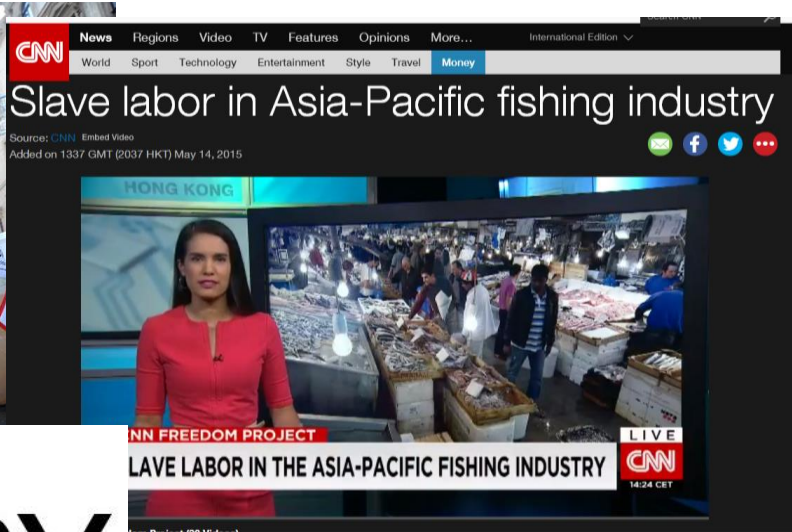 CNN
News Regions Video TV Features Opinions More... International Edition
World Sport Technology Entertainment Style Travel Money
Slave labor in Asia-Pacific fishing industry
Source: CNN Embed Video
Added on 1337 GMT (2037 HKT) May 14, 2015
HONG KONG
NN FREEDOM PROJECT
LAVE LABOR IN THE ASIA-PACIFIC FISHING INDUSTRY
LIVE
CNN
14:24 CET